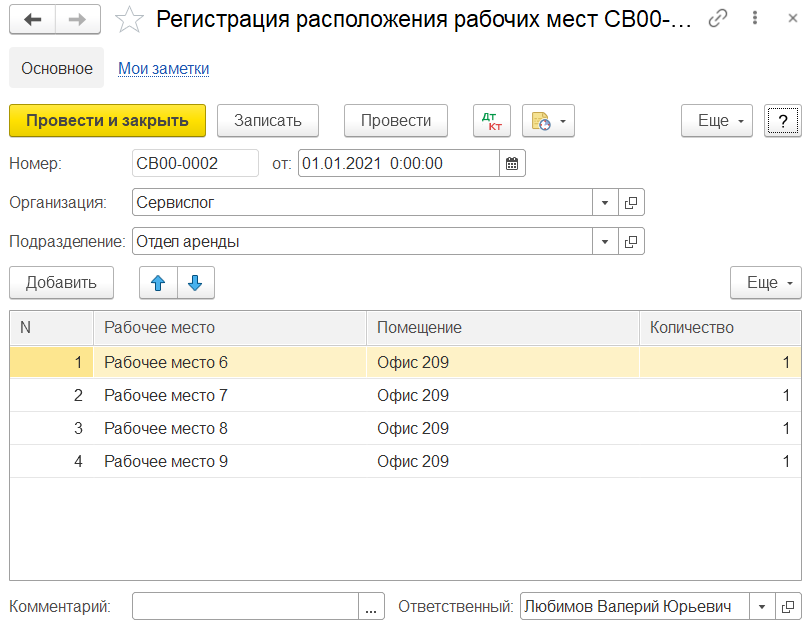 Регистрация расположения рабочих мест СВ00-...
Основное Мои заметки
Провести и закрыть Записать Провести Дт Кт Еще ?
Номер: СВ00-0002 от: 01.01.2021 0:00:00
Организация: Сервислог
Подразделение: Отдел аренды
Добавить Еще
N Рабочее место Помещение Количество
1 Рабочее место 6 Офис 209 1
2 Рабочее место 7 Офис 209 1
3 Рабочее место 8 Офис 209 1
4 Рабочее место 9 Офис 209 1
Комментарий: ... Ответственный: Любимов Валерий Юрьевич